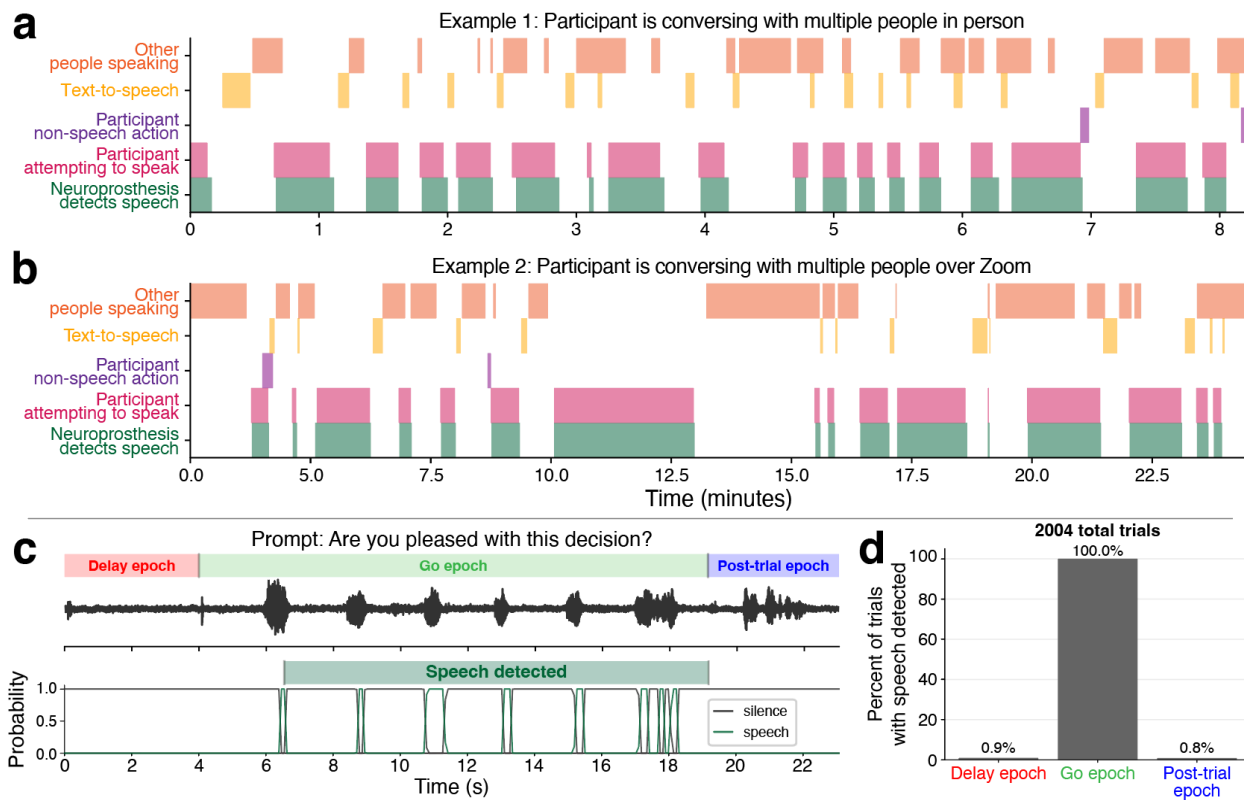 a
Example 1: Participant is conversing with multiple people in person
Other
people speaking
Text-to-speech
Participant
non-speech action
Participant
attempting to speak
Neuroprosthesis
detects speech
0 1 2 3 4 5 6 7 8
b
Example 2: Participant is conversing with multiple people over Zoom
Other
people speaking
Text-to-speech
Participant
non-speech action
Participant
attempting to speak
Neuroprosthesis
detects speech
0.0 5.0 7.5 10.0 12.5 15.0 17.5 20.0 22.5
Time (minutes)
c
Prompt: Are you pleased with this decision?
Delay epoch Go epoch Post-trial epoch
Speech detected
Probability
1.0
0.5
0.0
silence
speech
0 2 4 6 8 10 12 14 16 18 20 22
Time (s)
d
2004 total trials
Percent of trials
with speech detected
100
80
60
40
20
0
0.9% 100.0% 0.8%
Delay epoch Go epoch Post-trial
epoch